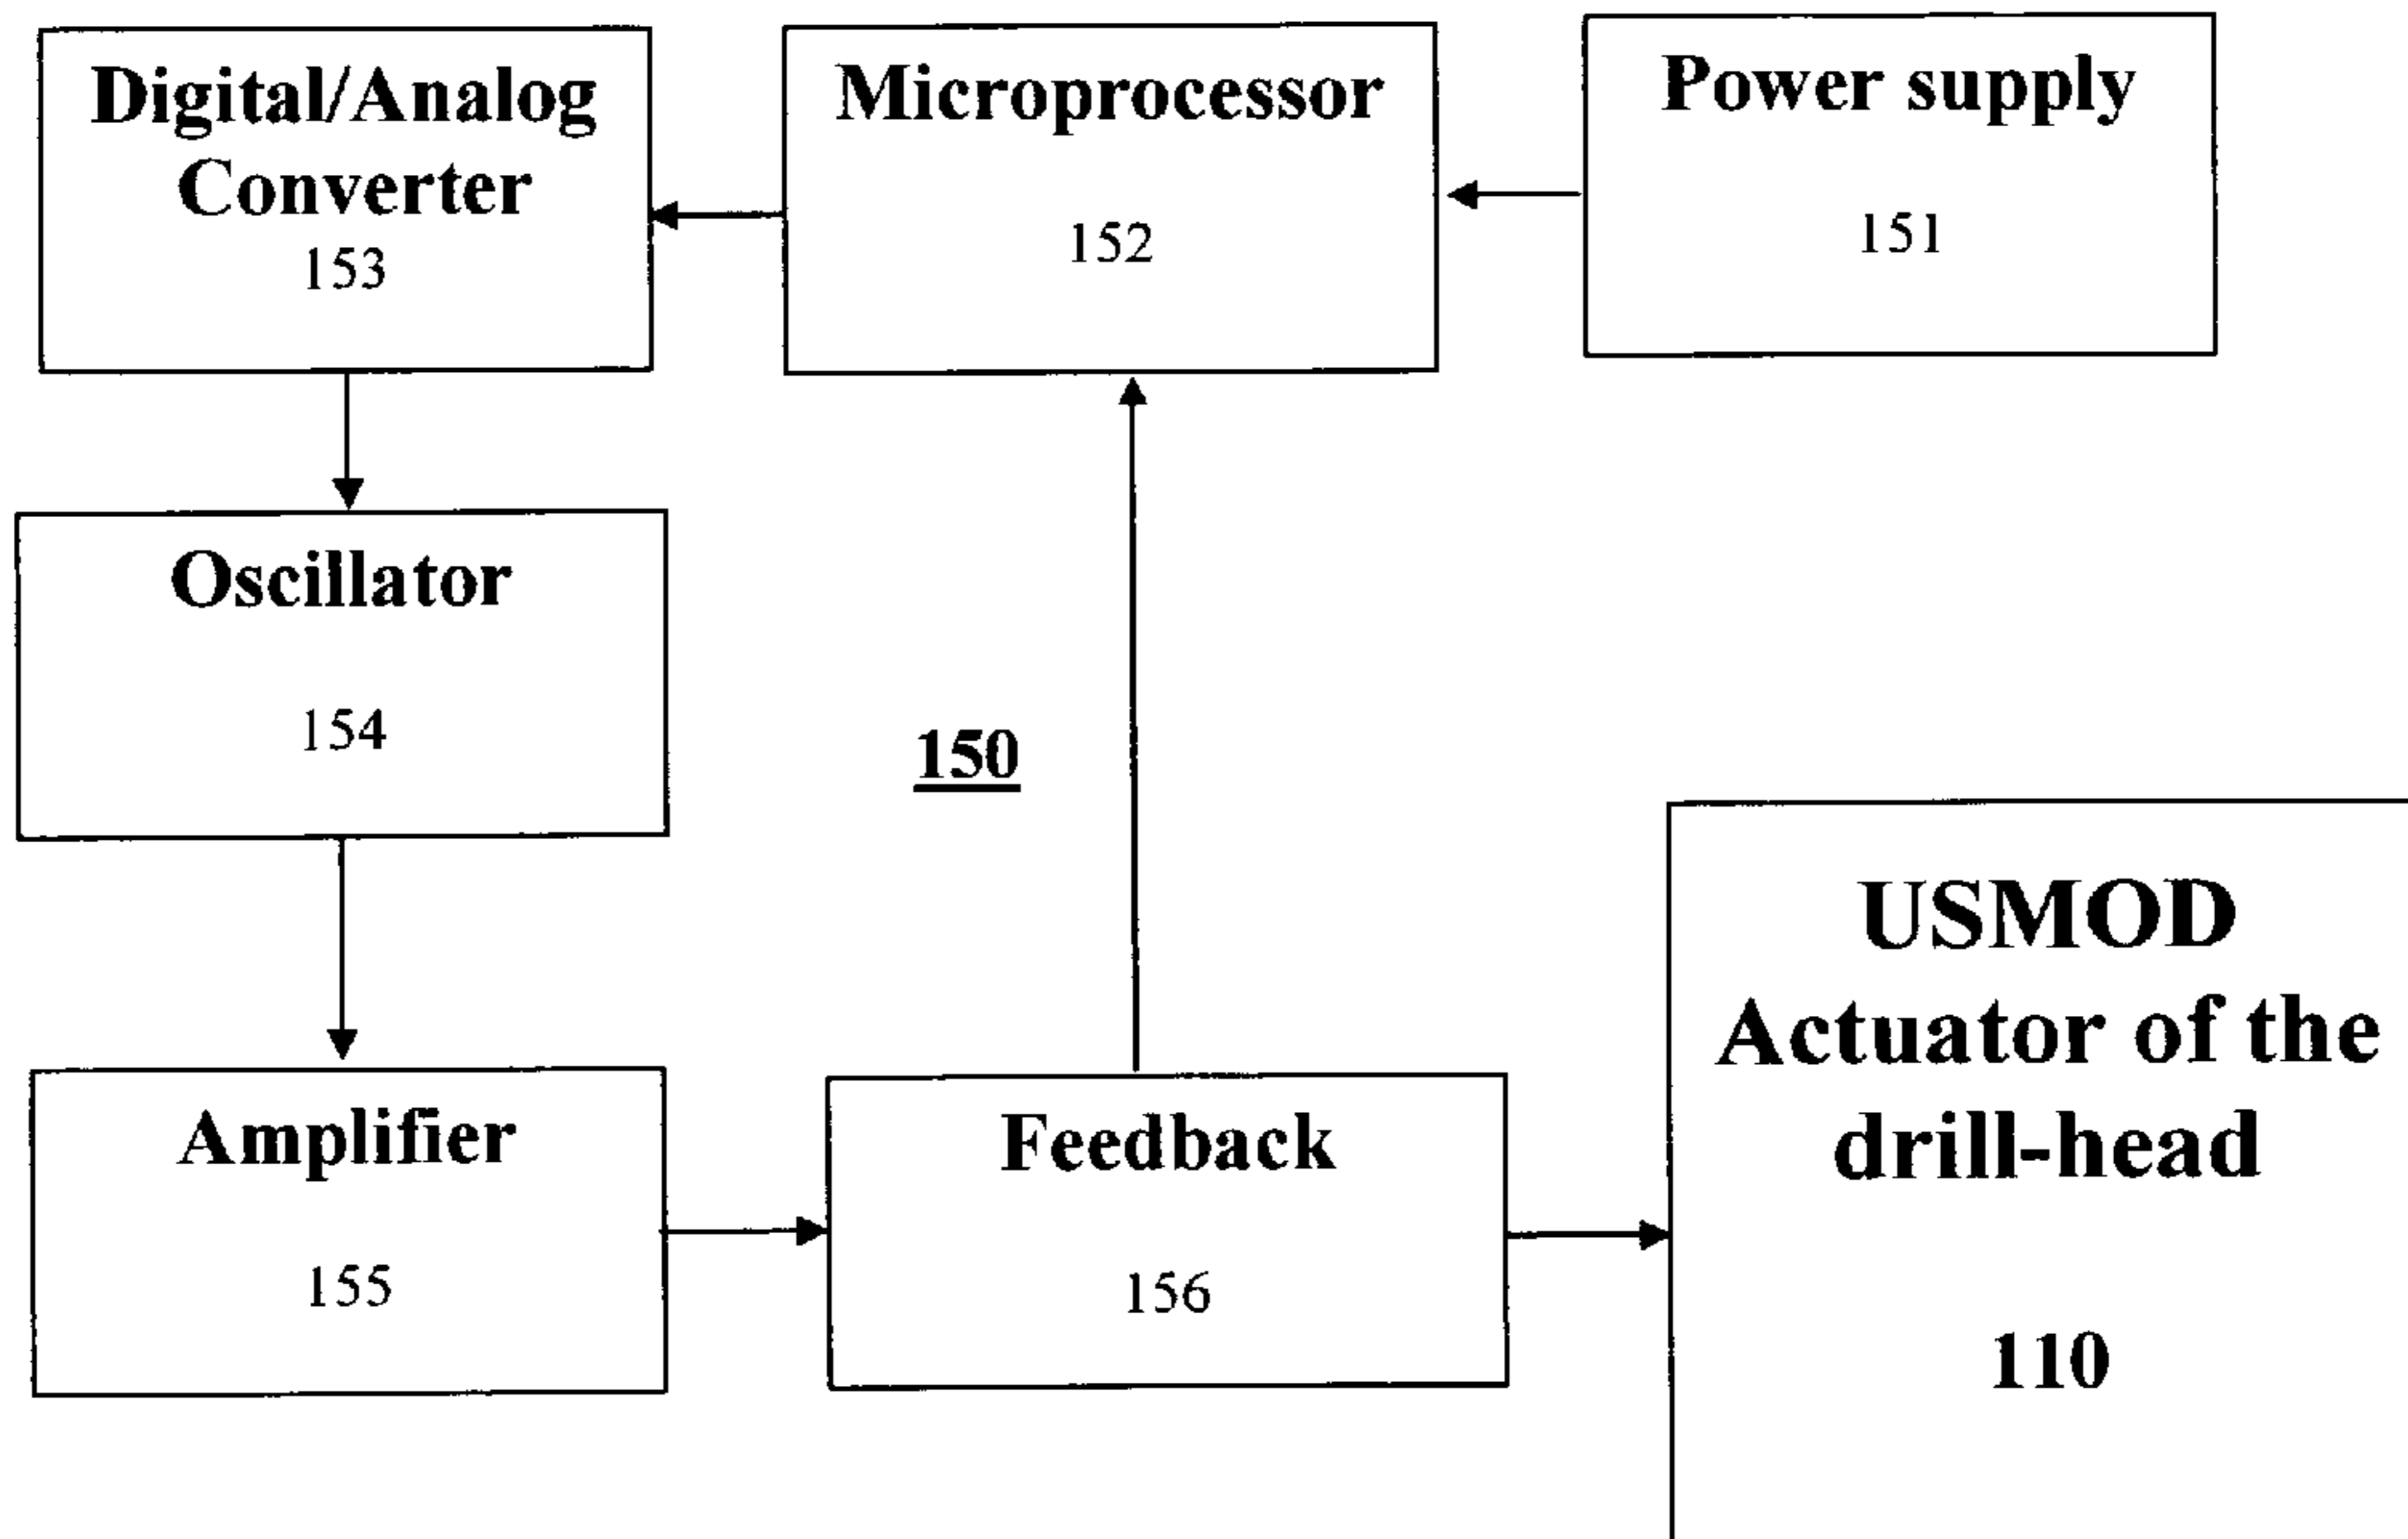 Digital/Analog
Converter
153
Microprocessor
152
Power supply
151
Oscillator
154
150
Amplifier
155
Feedback
156
USMOD
Actuator of the
drill-head
110